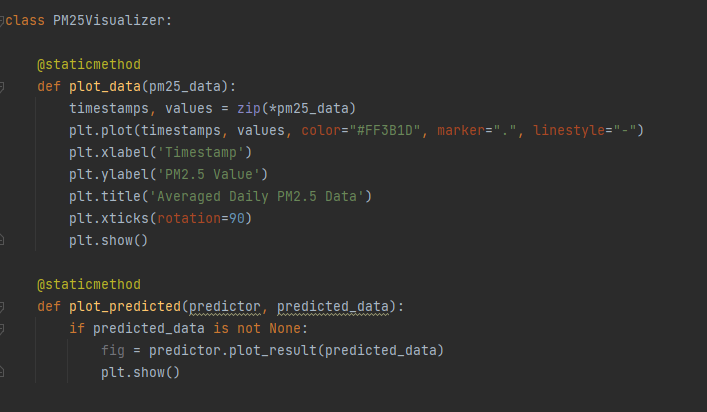 class PM25Visualizer:
@staticmethod
def plot_data(pm25_data):
timestamps, values = zip(*pm25_data)
plt.plot(timestamps, values, color="#FF3B1D", marker=".", linestyle="-")
plt.xlabel('Timestamp')
plt.ylabel('PM2.5 Value')
plt.title('Averaged Daily PM2.5 Data')
plt.xticks(rotation=90)
plt.show()
@staticmethod
def plot_predicted(predictor, predicted_data):
if predicted_data is not None:
fig = predictor.plot_result(predicted_data)
plt.show()